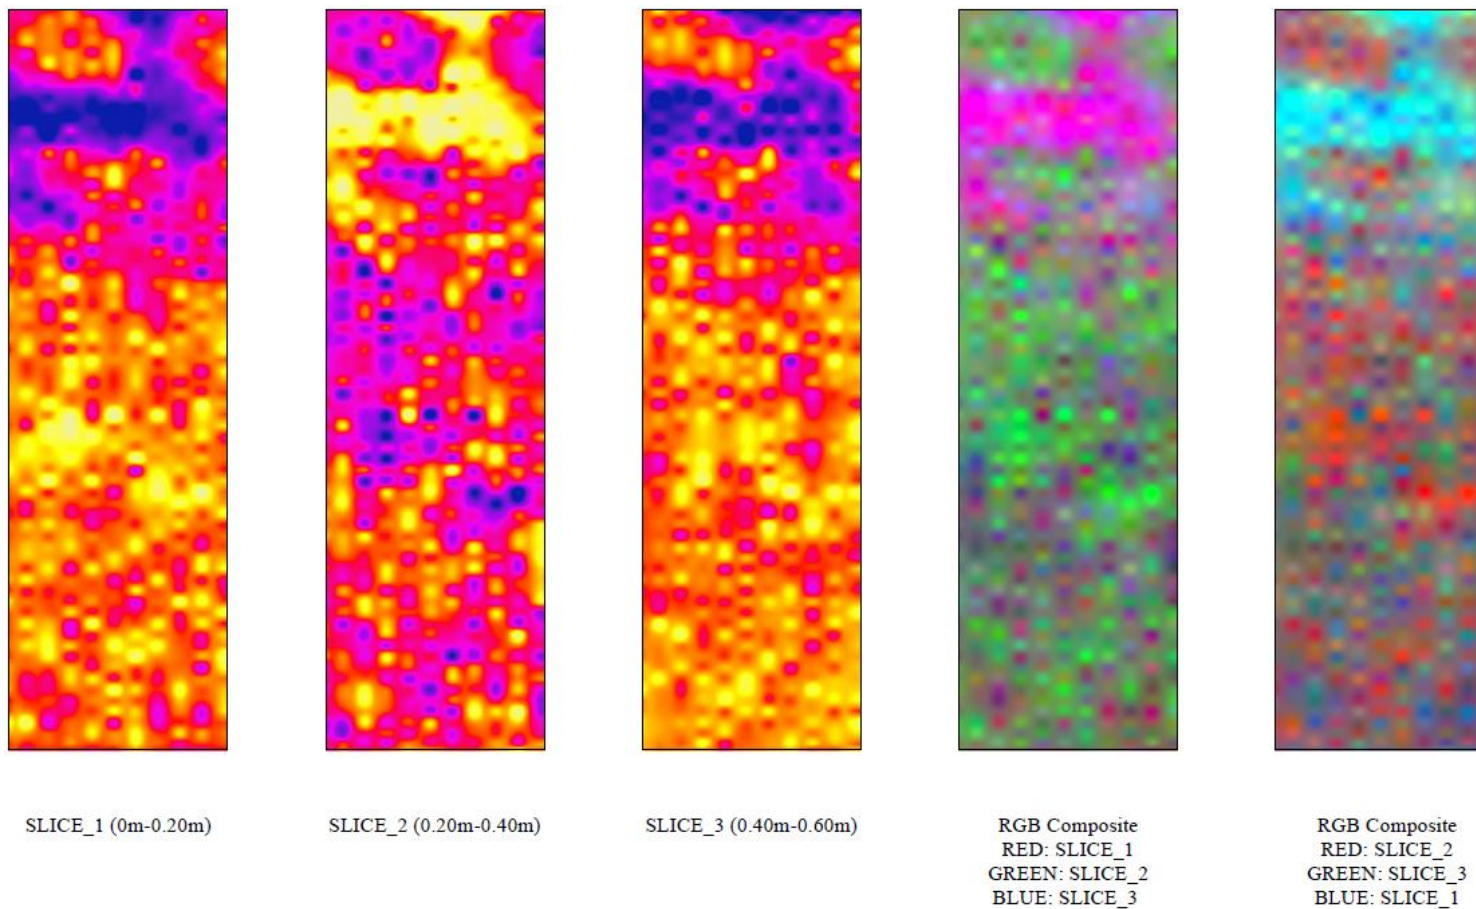 SLICE_1 (0m-0.20m)
SLICE_2 (0.20m-0.40m)
SLICE_3 (0.40m-0.60m)
RGB Composite
RED: SLICE_1
GREEN: SLICE_2
BLUE: SLICE_3
RGB Composite
RED: SLICE_2
GREEN: SLICE_3
BLUE: SLICE_1